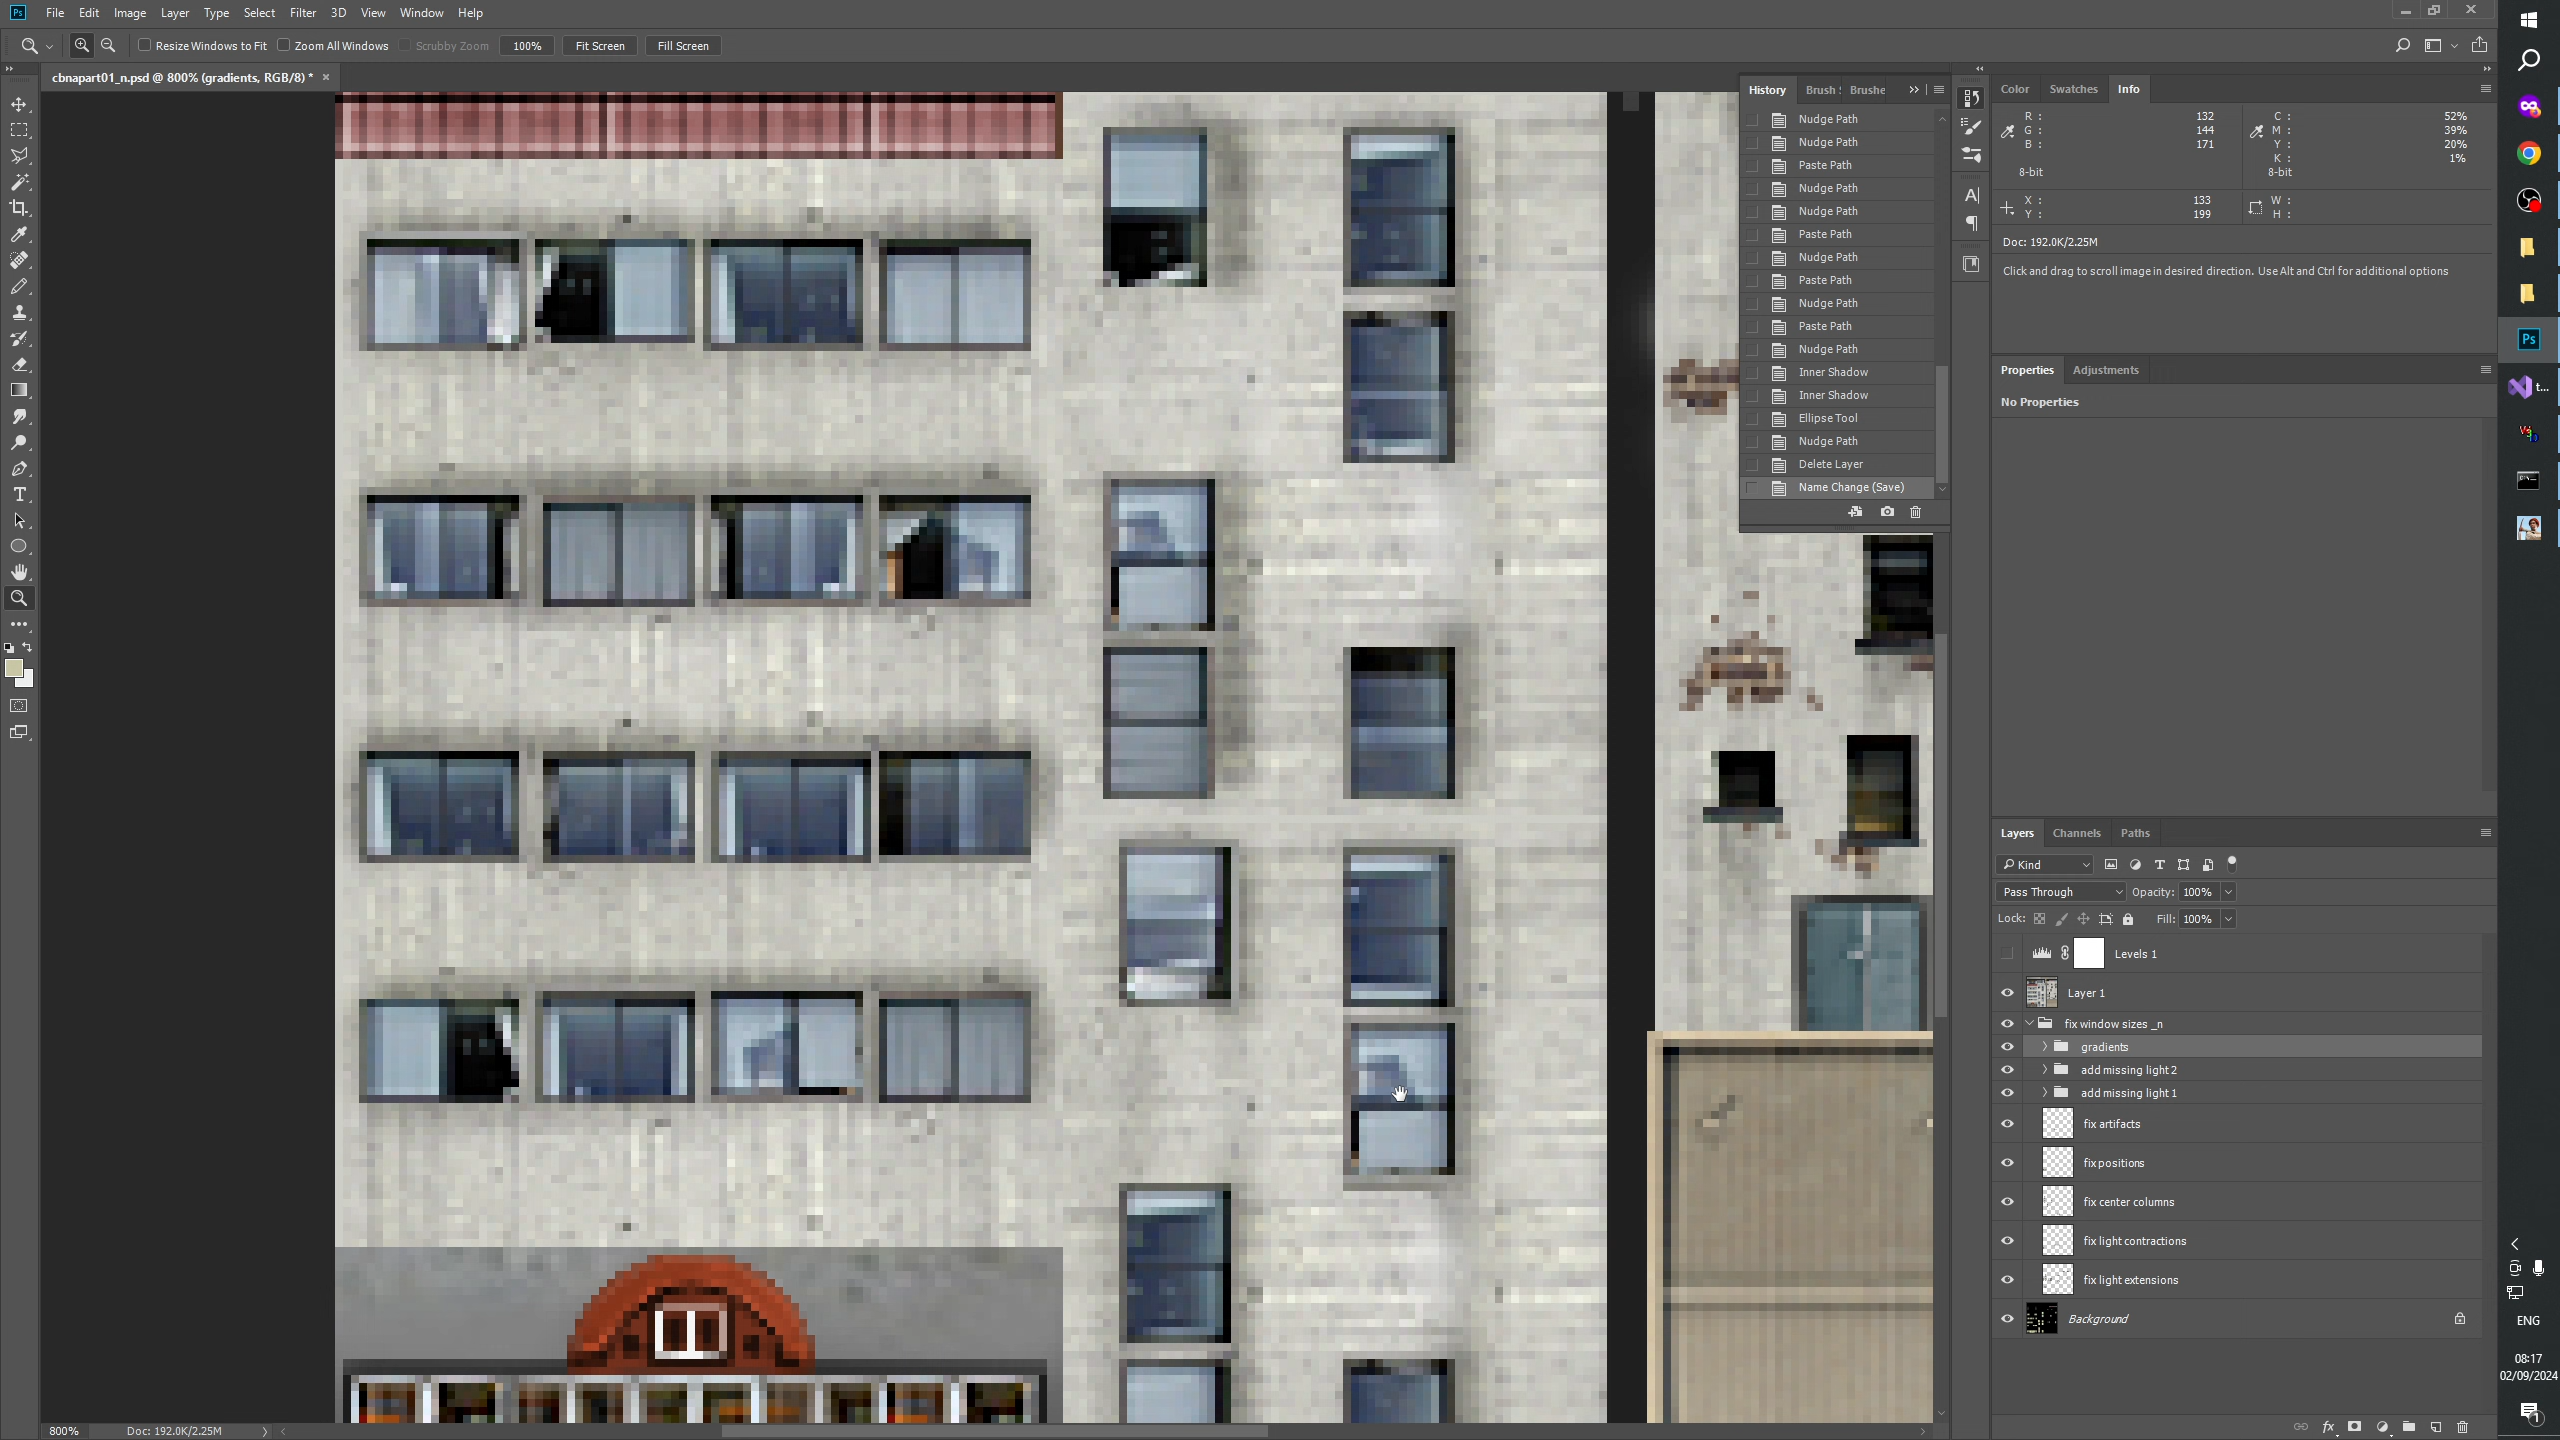 Ps File Edit Image Layer Type Select Filter 3D View Window Help
Resize Windows to Fit Zoom All Windows Scrubby Zoom 100% Fit Screen Fill Screen
cbnapart01_n.psd @ 800% (gradients, RGB/8) *
History Brush Brushe
Nudge Path
Nudge Path
Paste Path
Nudge Path
Nudge Path
Paste Path
Nudge Path
Paste Path
Nudge Path
Paste Path
Nudge Path
Inner Shadow
Inner Shadow
Ellipse Tool
Nudge Path
Delete Layer
Name Change (Save)
Color Swatches Info
R : 132 C : 52%
G : 144 M : 39%
B : 171 Y : 20%
K : 1%
8-bit 8-bit
X : 133 W :
Y : 199 H :
Doc: 192.0K/2.25M
Click and drag to scroll image in desired direction. Use Alt and Ctrl for additional options
Properties Adjustments
No Properties
Layers Channels Paths
Kind
Pass Through Opacity: 100%
Lock: Fill: 100%
Levels 1
Layer 1
fix window sizes _n
gradients
add missing light 2
add missing light 1
fix artifacts
fix positions
fix center columns
fix light contractions
fix light extensions
Background
800% Doc: 192.0K/2.25M
Ps
t...
ENG
08:17
02/09/2024
1